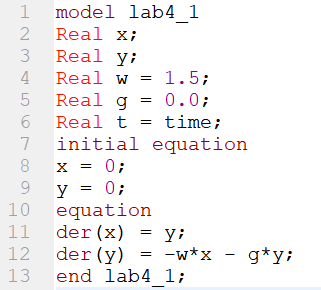 1 model lab4_1
2 Real x;
3 Real y;
4 Real w = 1.5;
5 Real g = 0.0;
6 Real t = time;
7 initial equation
8 x = 0;
9 y = 0;
10 equation
11 der(x) = y;
12 der(y) = -w*x - g*y;
13 end lab4_1;